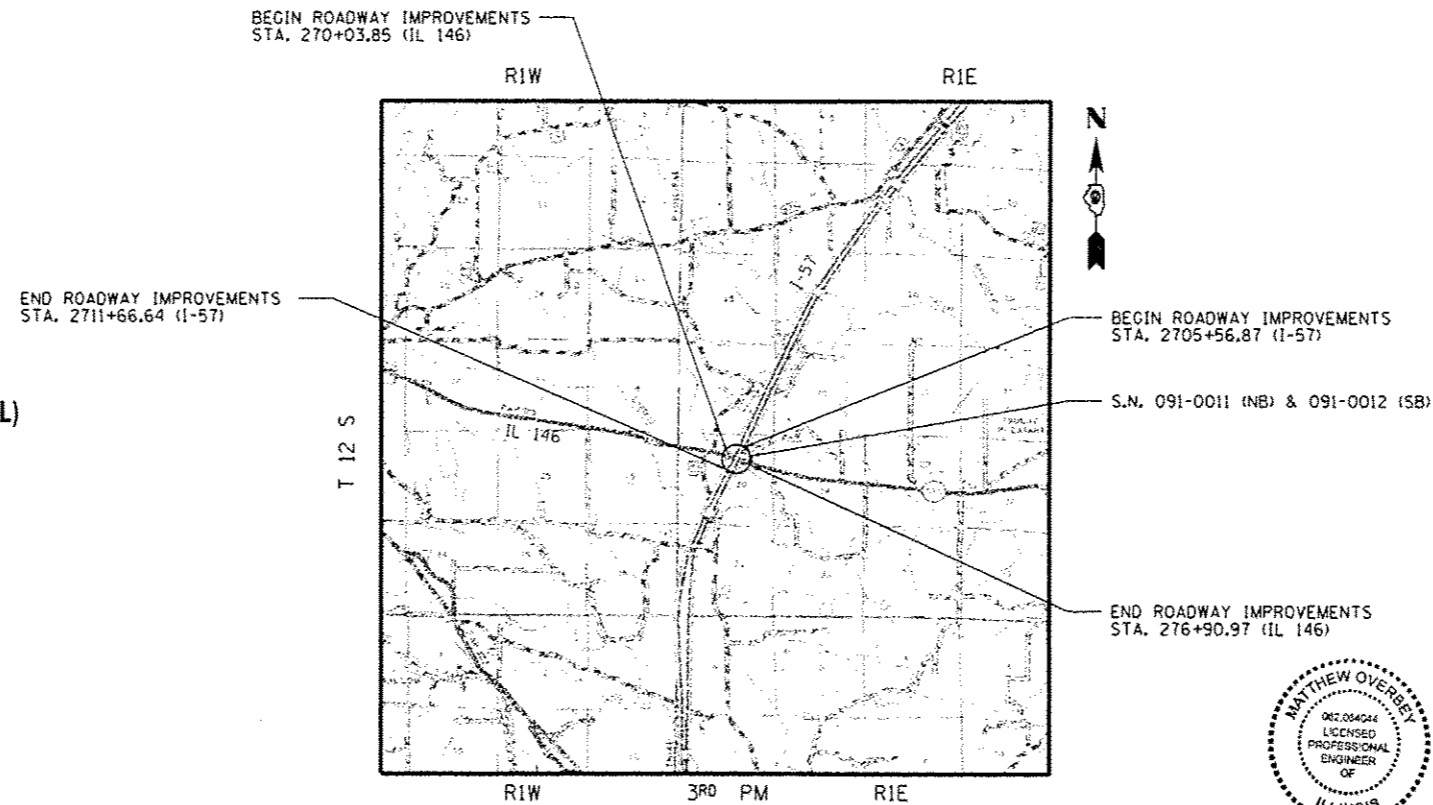 BEGIN ROADWAY IMPROVEMENTS
STA. 270+03.85 (IL 146)
R1W
R1E
N
I-57
END ROADWAY IMPROVEMENTS
STA. 2711+66.64 (I-57)
BEGIN ROADWAY IMPROVEMENTS
STA. 2705+56.87 (I-57)
S.N. 091-0011 (NB) & 091-0012 (SB)
L)
T 12 S
IL 146
END ROADWAY IMPROVEMENTS
STA. 276+90.97 (IL 146)
MATTHEW OVERBEY
LICENSED
PROFESSIONAL
ENGINEER
OF
ILLINOIS
R1W
3RD PM
R1E